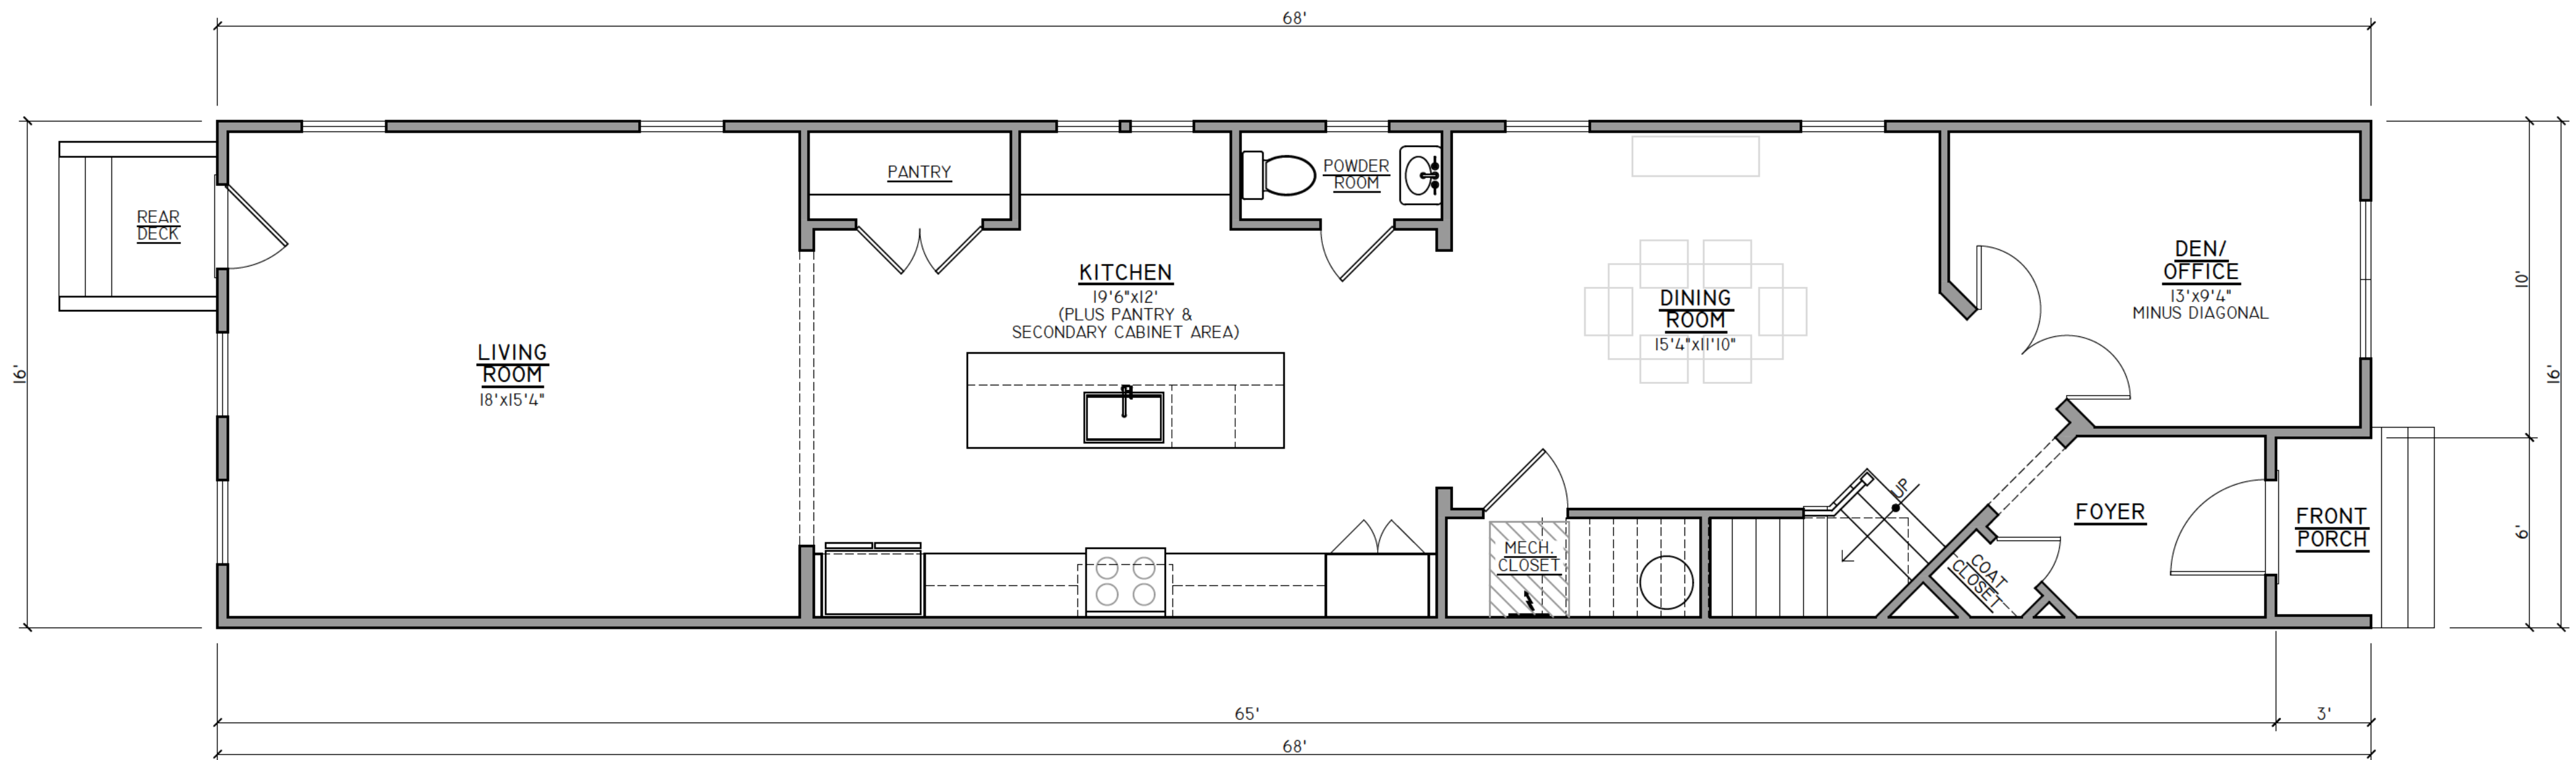 68'
PANTRY
POWDER
ROOM
REAR
DECK
KITCHEN
19'6"x12'
(PLUS PANTRY &
SECONDARY CABINET AREA)
DINING
ROOM
15'4"x11'10"
DEN/
OFFICE
13'x9'4"
MINUS DIAGONAL
10'
16'
LIVING
ROOM
18'x15'4"
16'
UP
FOYER
FRONT
PORCH
6'
MECH.
CLOSET
COAT
CLOSET
65'
3'
68'